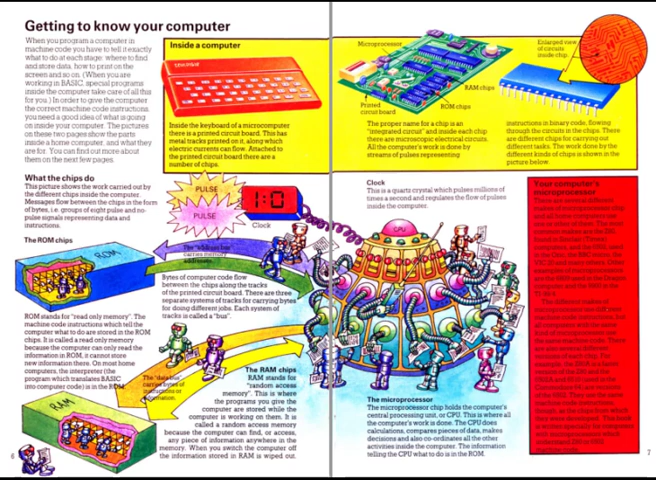 Getting to know your computer
When you program a computer in
machine code you have to tell it exactly
what to do at each stage: where to find
and store data, how to print on the
screen and so on. (When you are
working in BASIC, special programs
inside the computer take care of all this
for you.) In order to give the computer
the correct machine code instructions,
you need a good idea of what is going
on inside your computer. The pictures
on these two pages show the parts
inside a home computer, and what they
are for. You can find out more about
them on the next few pages.
Inside a computer
Inside the keyboard of a microcomputer
there is a printed circuit board. This has
metal tracks printed on it, along which
electric currents can flow. Attached to
the printed circuit board there are a
number of chips.
Microprocessor
Printed
circuit board
ROM chips
RAM chips
Enlarged view
of circuits
inside chip.
The proper name for a chip is an
"integrated circuit" and inside each chip
there are microscopic electrical circuits.
All the computer's work is done by
streams of pulses representing
instructions in binary code, flowing
through the circuits in the chips. There
are different chips for carrying out
different tasks. The work done by the
different kinds of chips is shown in the
picture below.
What the chips do
This picture shows the work carried out by
the different chips inside the computer.
Messages flow between the chips in the form
of bytes, i.e. groups of eight pulse and no-
pulse signals representing data and
instructions.
PULSE
PULSE
1:0
Clock
Clock
This is a quartz crystal which pulses millions of
times a second and regulates the flow of pulses
inside the computer.
The ROM chips
ROM
ROM stands for "read only memory". The
machine code instructions which tell the
computer what to do are stored in the ROM
chips. It is called a read only memory
because the computer can only read the
information in ROM, it cannot store
new information there. On most home
computers, the interpreter (the
program which translates BASIC
into computer code) is in the ROM.
The "address bus"
carries memory
Bytes of computer code flow
between the chips along the tracks
of the printed circuit board. There are three
separate systems of tracks for carrying bytes
for doing different jobs. Each system of
tracks is called a "bus".
The "data bus"
carries bytes of
instructions or
information.
RAM
The RAM chips
RAM stands for
"random access
memory". This is where
the programs you give the
computer are stored while the
computer is working on them. It is
called a random access memory
because the computer can find, or access,
any piece of information anywhere in the
memory. When you switch off the computer
the information stored in RAM is wiped out.
CPU
The microprocessor
The microprocessor chip holds the computer's
central processing unit, or CPU. This is where all
the computer's work is done. The CPU does
calculations, compares pieces of data, makes
decisions and also co-ordinates all the other
activities inside the computer. The information
telling the CPU what to do is in the ROM.
Your computer's
microprocessor
There are several different
makes of microprocessor chip
6
7